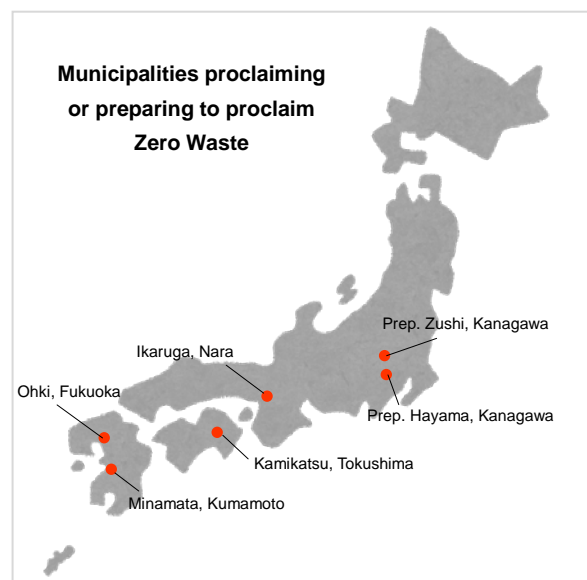 Municipalities proclaiming
or preparing to proclaim
Zero Waste
Prep. Zushi, Kanagawa
Ikaruga, Nara
Ohki, Fukuoka
Prep. Hayama, Kanagawa
Kamikatsu, Tokushima
Minamata, Kumamoto